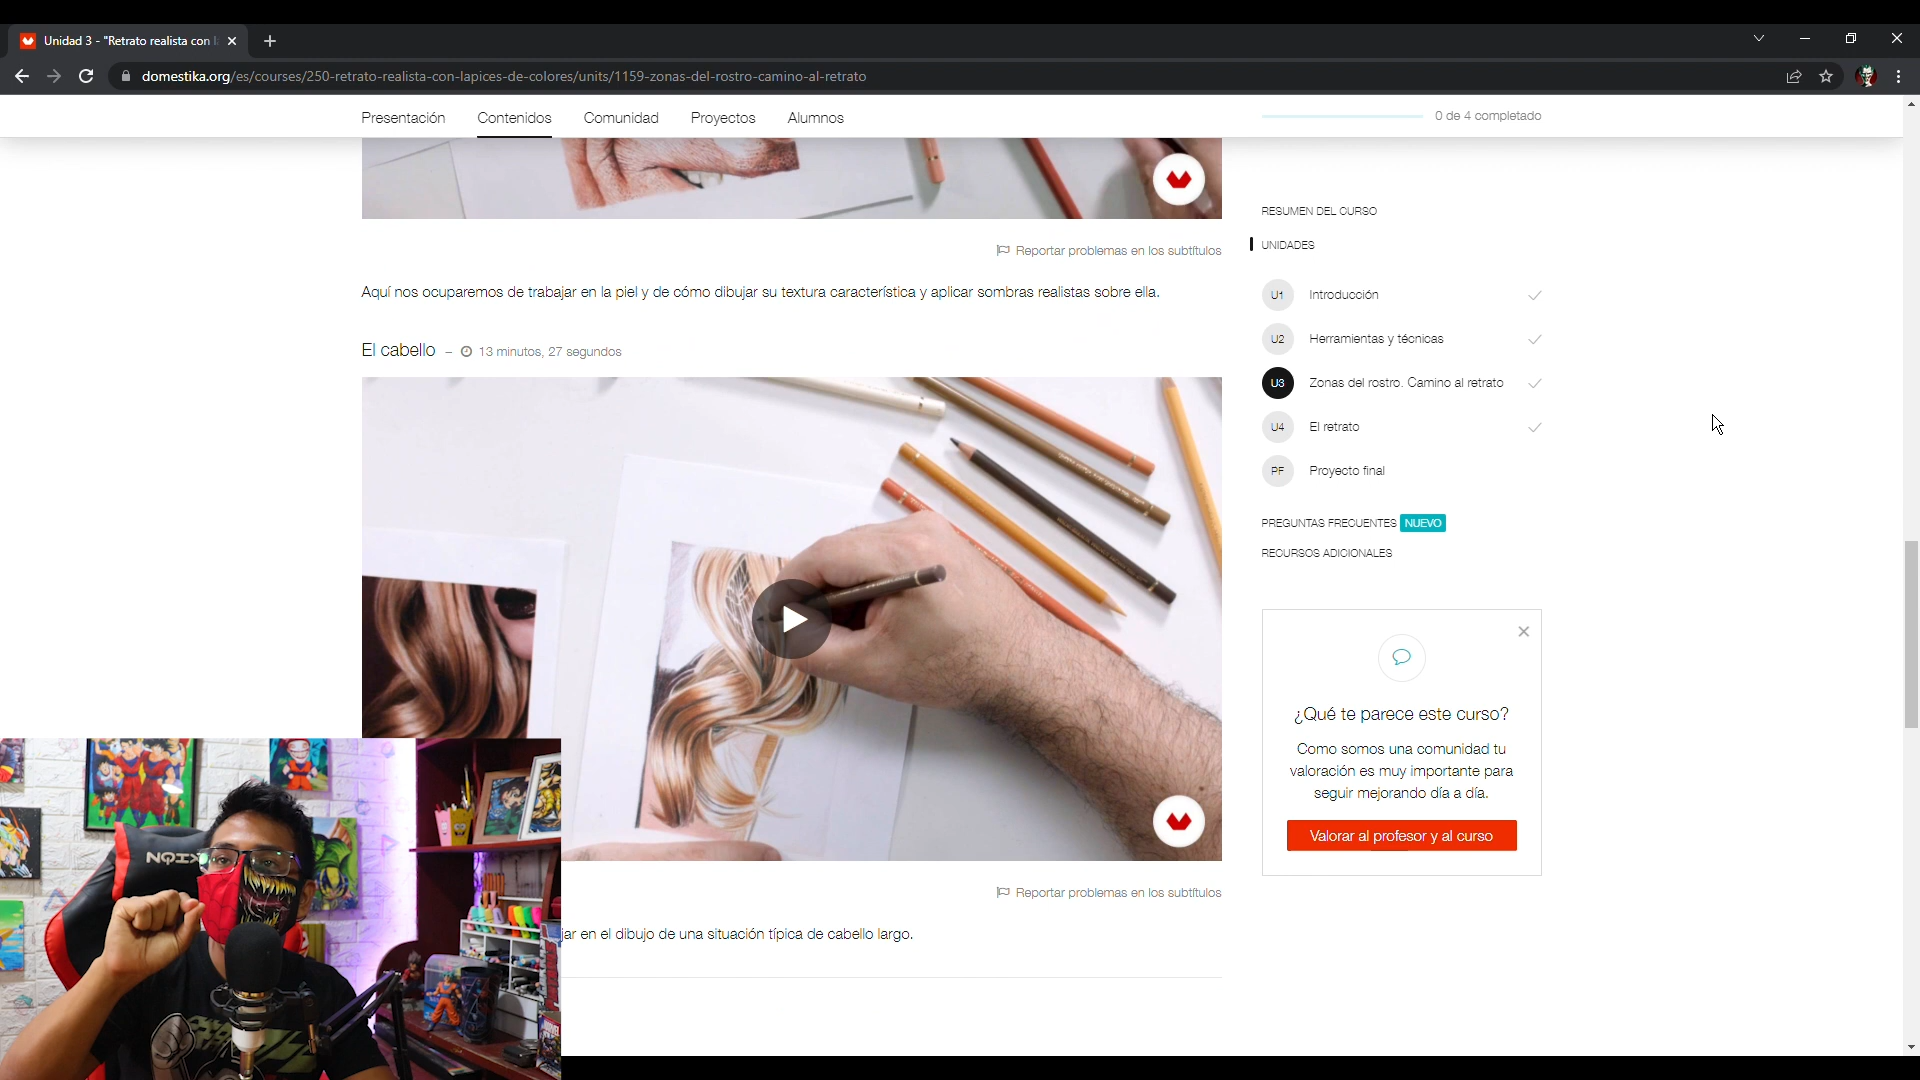 Unidad 3 - "Retrato realista con l
domestika.org/es/courses/250-retrato-realista-con-lapices-de-colores/units/1159-zonas-del-rostro-camino-al-retrato
Presentación
Contenidos
Comunidad
Proyectos
Alumnos
0 de 4 completado
Reportar problemas en los subtítulos
Aquí nos ocuparemos de trabajar en la piel y de cómo dibujar su textura característica y aplicar sombras realistas sobre ella.
El cabello – 13 minutos, 27 segundos
Reportar problemas en los subtítulos
jar en el dibujo de una situación típica de cabello largo.
RESUMEN DEL CURSO
UNIDADES
U1 Introducción
U2 Herramientas y técnicas
U3 Zonas del rostro. Camino al retrato
U4 El retrato
PF Proyecto final
PREGUNTAS FRECUENTES NUEVO
RECURSOS ADICIONALES
¿Qué te parece este curso?
Como somos una comunidad tu
valoración es muy importante para
seguir mejorando día a día.
Valorar al profesor y al curso